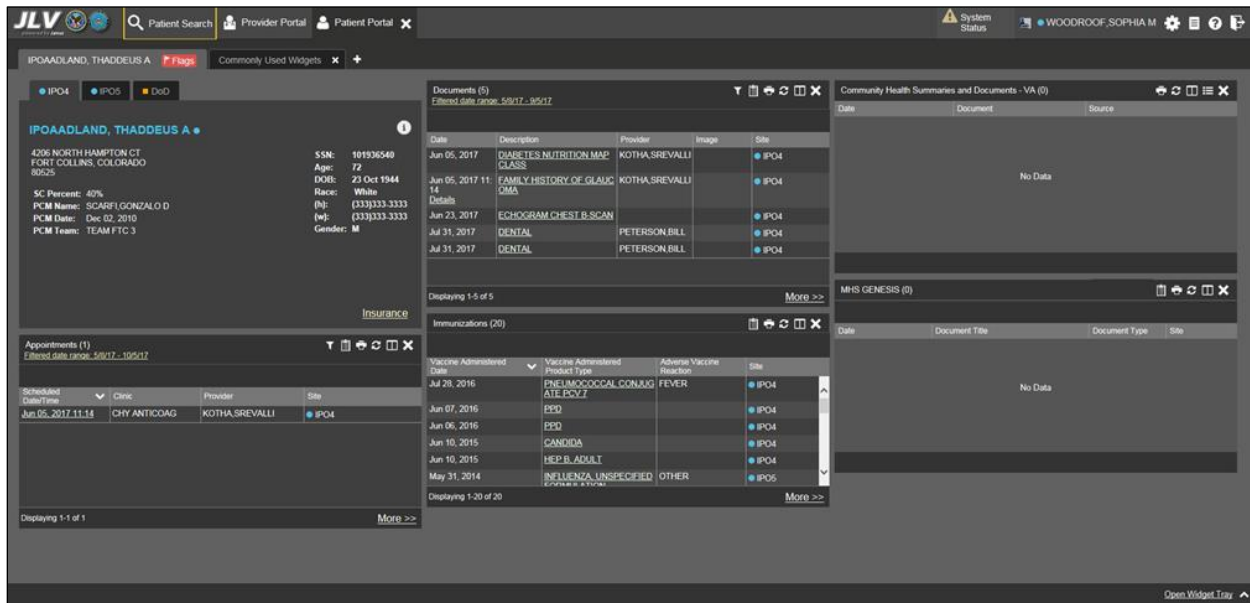 JLV
powered by Janus
Patient Search
Provider Portal
Patient Portal
System Status
WOODROOF,SOPHIA M
IPOAADLAND, THADDEUS A
Flags
Commonly Used Widgets
IPO4
IPO5
DoD
IPOAADLAND, THADDEUS A
4206 NORTH HAMPTON CT
FORT COLLINS, COLORADO
80525
SC Percent: 40%
PCM Name: SCARFI,GONZALO D
PCM Date: Dec 02, 2010
PCM Team: TEAM FTC 3
SSN: 101936540
Age: 72
DOB: 23 Oct 1944
Race: White
(h): (333)333-3333
(w): (333)333-3333
Gender: M
Insurance
Appointments (1)
Filtered date range: 5/8/17 - 10/5/17
Scheduled Date/Time Clinic Provider Site
Jun 05, 2017 11:14 CHY ANTICOAG KOTHA,SREVALLI IPO4
Displaying 1-1 of 1
More >>
Documents (5)
Filtered date range: 5/8/17 - 9/5/17
Date Description Provider Image Site
Jun 05, 2017 DIABETES NUTRITION MAP KOTHA,SREVALLI IPO4
CLASS
Jun 05, 2017 11: FAMILY HISTORY OF GLAUC KOTHA,SREVALLI IPO4
14 OMA
Details
Jun 23, 2017 ECHOGRAM CHEST B-SCAN IPO4
Jul 31, 2017 DENTAL PETERSON,BILL IPO4
Jul 31, 2017 DENTAL PETERSON,BILL IPO4
Displaying 1-5 of 5
More >>
Immunizations (20)
Vaccine Administered Date Vaccine Administered Product Type Adverse Vaccine Reaction Site
Jul 28, 2016 PNEUMOCOCCAL CONJUG FEVER IPO4
ATE PCV7
Jun 07, 2016 PPD IPO4
Jun 06, 2016 PPD IPO4
Jun 10, 2015 CANDIDA IPO4
Jun 10, 2015 HEP B, ADULT IPO4
May 31, 2014 INFLUENZA, UNSPECIFIED OTHER IPO5
FORMULATION
Displaying 1-20 of 20
More >>
Community Health Summaries and Documents - VA (0)
Date Document Source
No Data
MHS GENESIS (0)
Date Document Title Document Type Site
No Data
Open Widget Tray